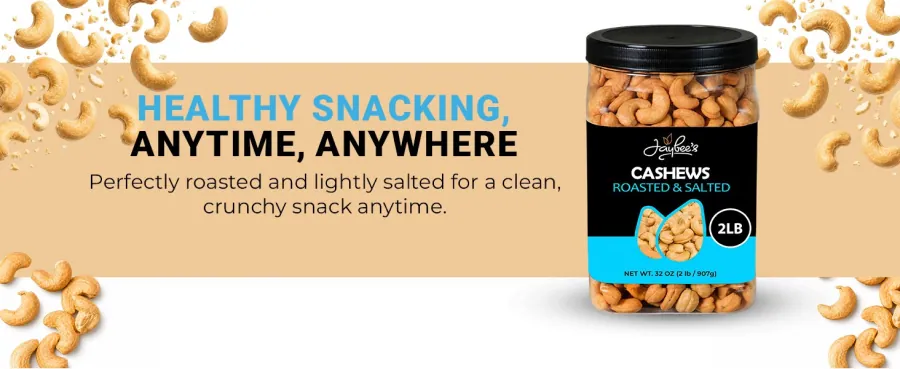 HEALTHY SNACKING,
ANYTIME, ANYWHERE
Perfectly roasted and lightly salted for a clean,
crunchy snack anytime.
Jaybee's
CASHEWS
ROASTED & SALTED
2LB
NET WT. 32 OZ (2 lb / 907g)